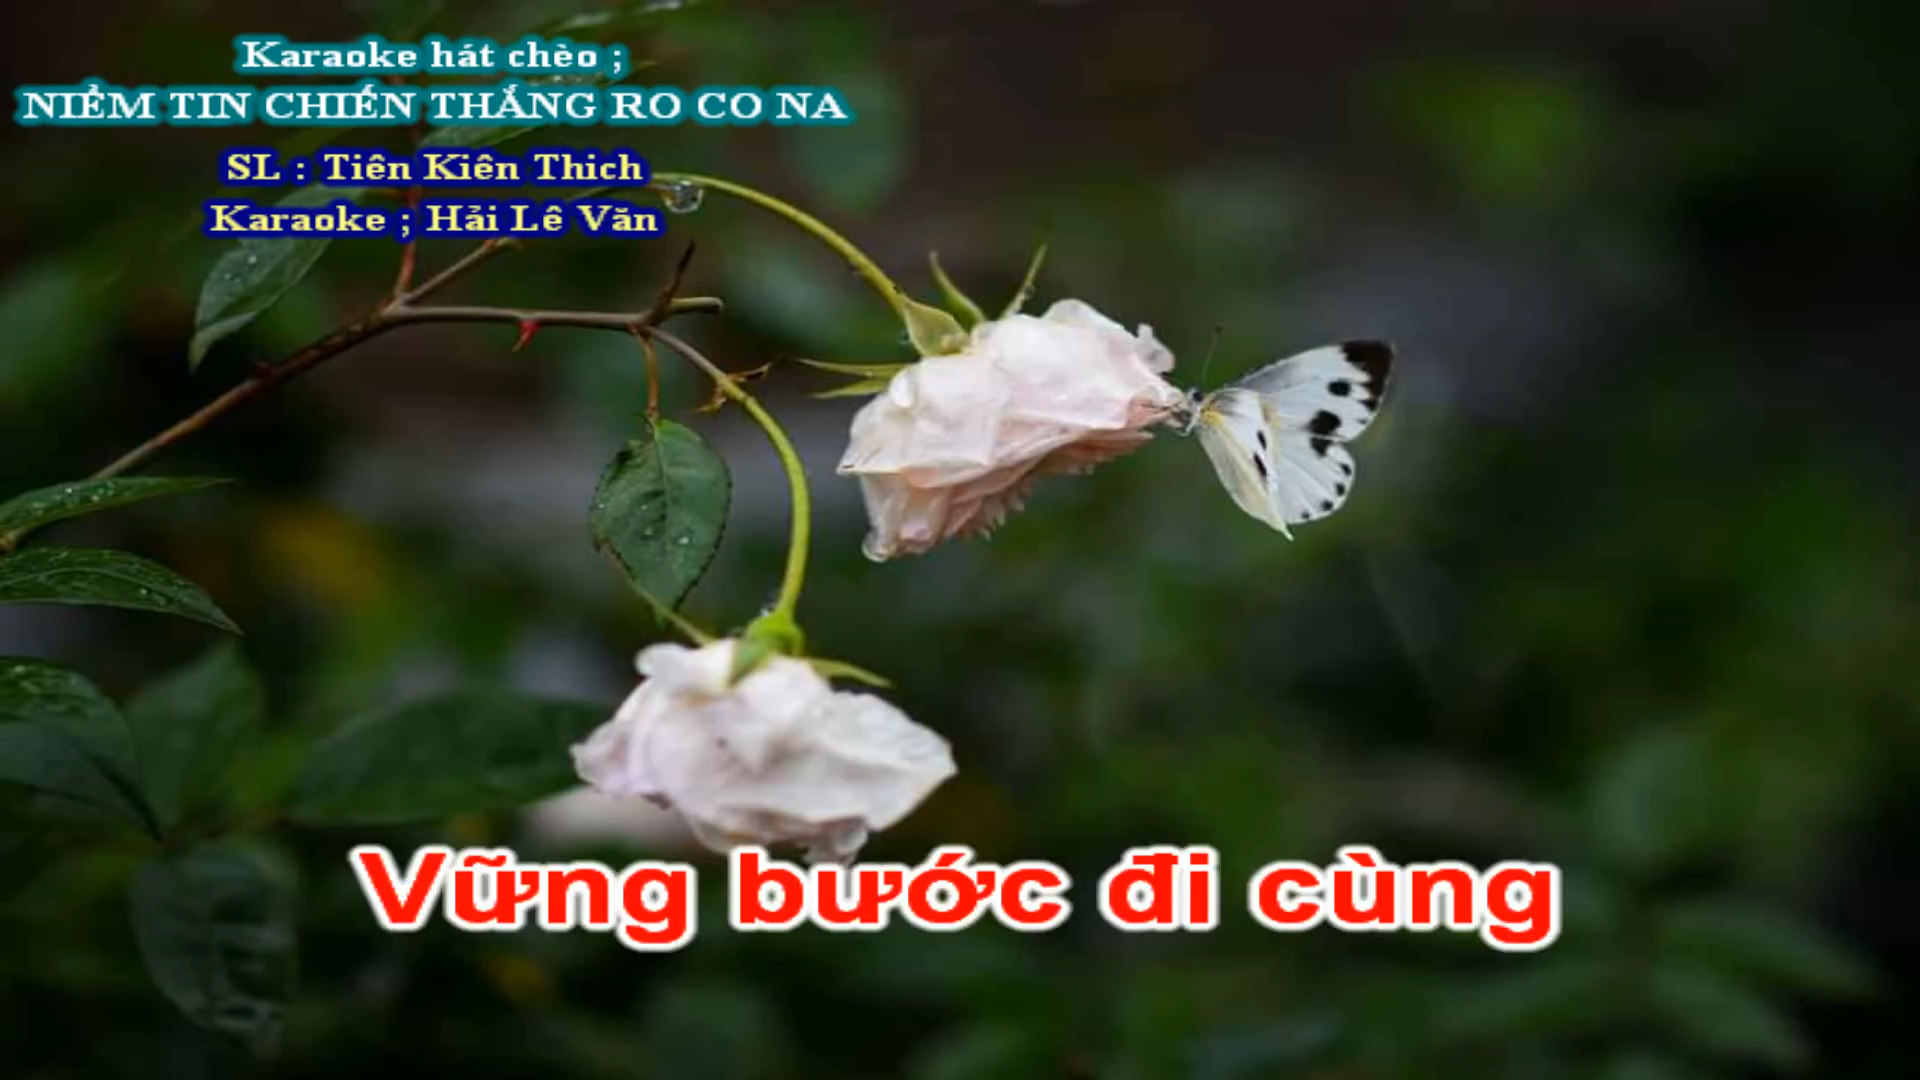 Karaoke hát chèo ;
NIỀM TIN CHIẾN THẮNG RO CO NA
SL : Tiên Kiên Thich
Karaoke ; Hải Lê Văn
Vững bước đi cùng